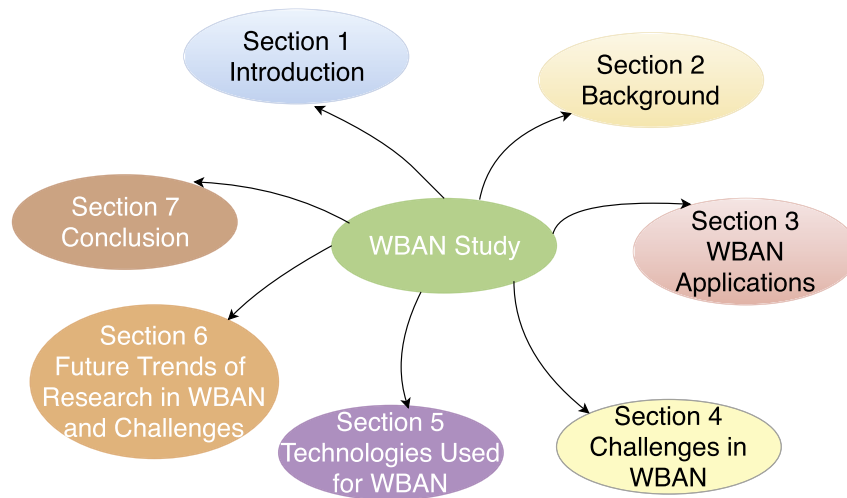 Section 1
Introduction
Section 2
Background
Section 7
Conclusion
WBAN Study
Section 3
WBAN
Applications
Section 6
Future Trends of
Research in WBAN
and Challenges
Section 5
Technologies Used
for WBAN
Section 4
Challenges in
WBAN